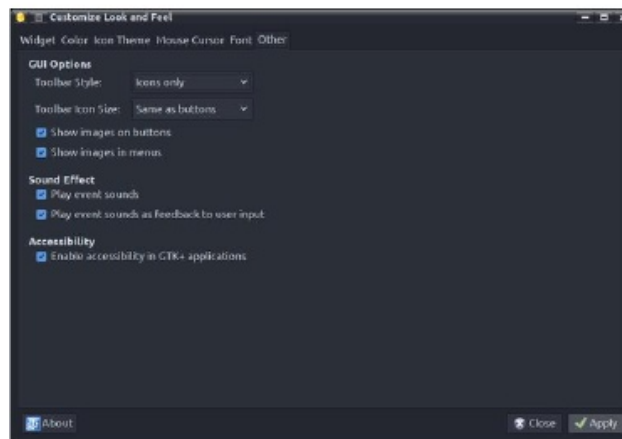 Customize Look and Feel
Widget Color Icon Theme Mouse Cursor Font Other
GUI Options
Toolbar Style: Icons only
Toolbar Icon Size: Same as buttons
Show images on buttons
Show images in menus
Sound Effect
Play event sounds
Play event sounds as feedback to user input
Accessibility
Enable accessibility in GTK+ applications
About Close Apply